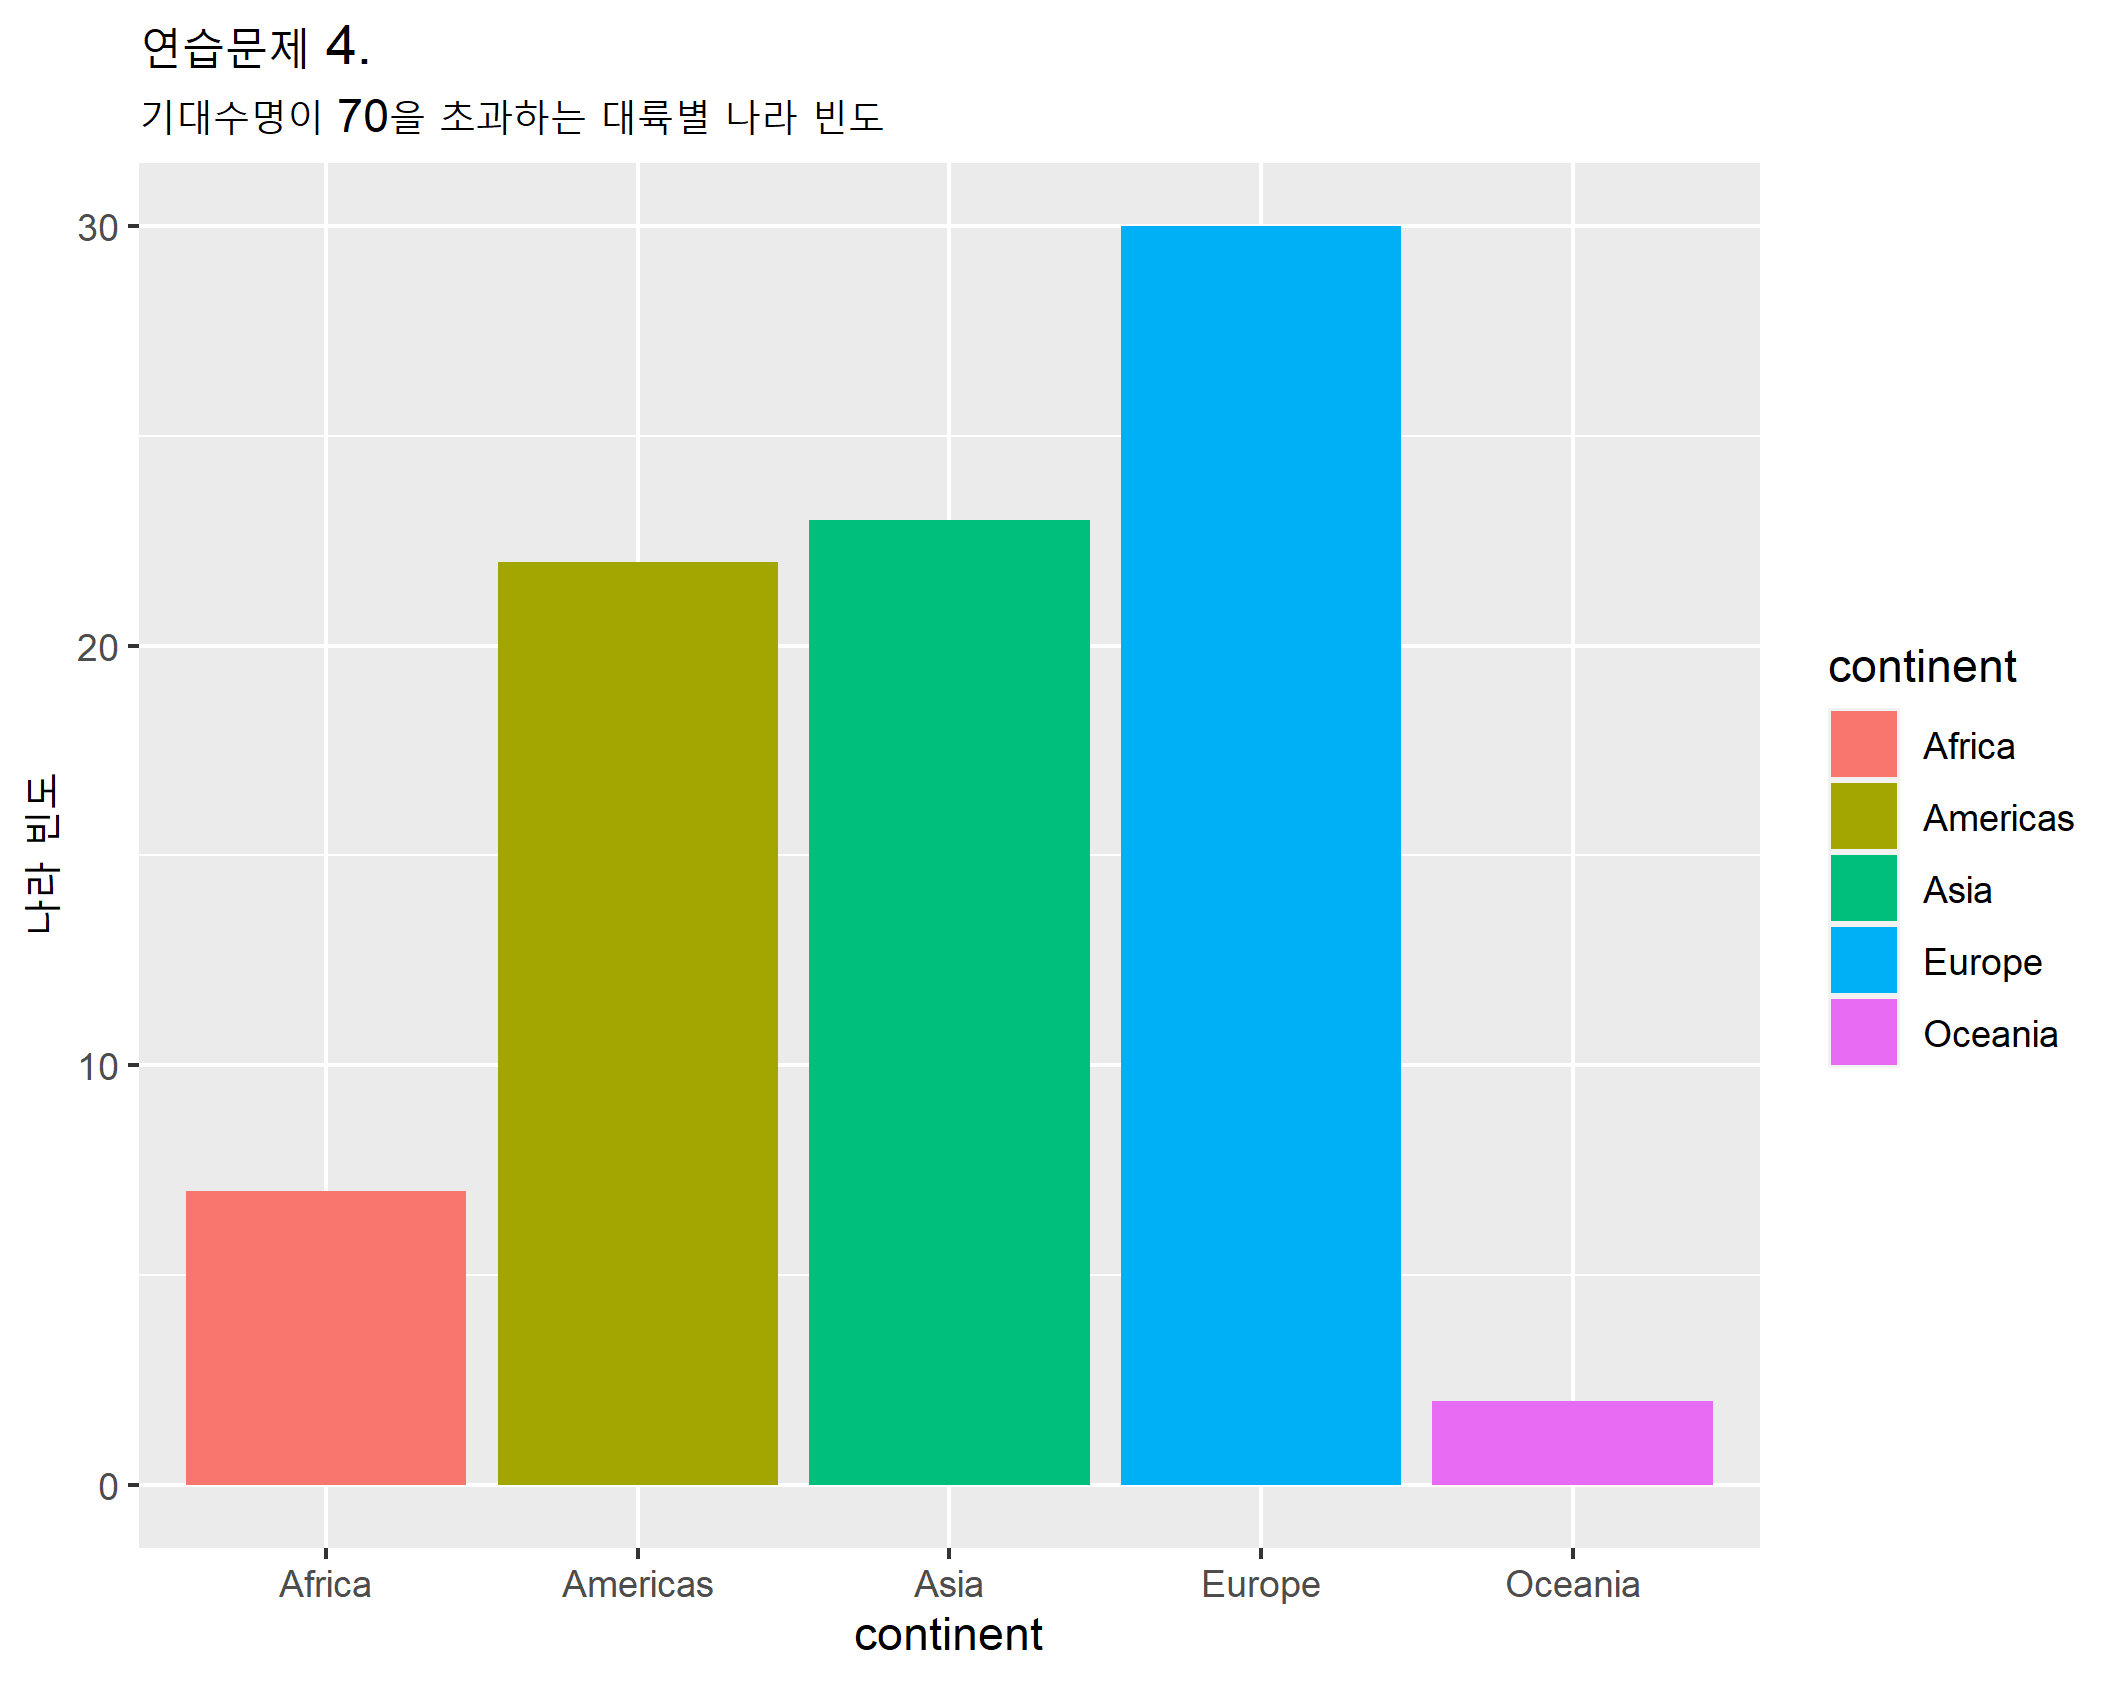 연습문제 4.
기대수명이 70을 초과하는 대륙별 나라 빈도
나라 빈도
30
20
10
0
Africa
Americas
Asia
Europe
Oceania
continent
continent
Africa
Americas
Asia
Europe
Oceania